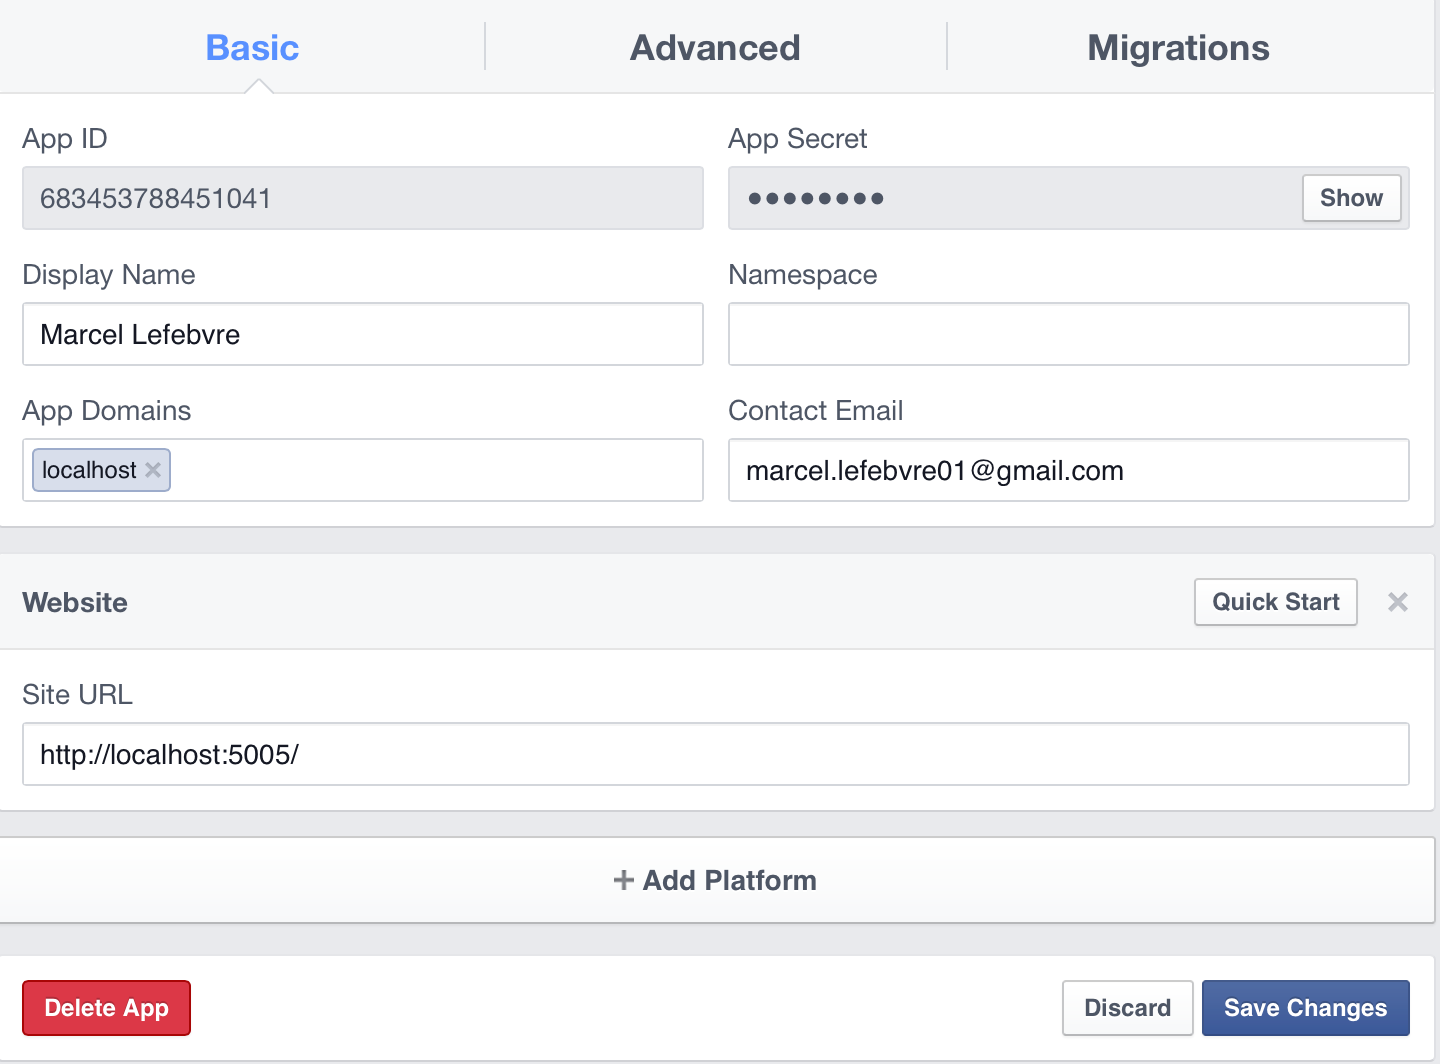 Basic
Advanced
Migrations
App ID
App Secret
683453788451041
••••••••
Show
Display Name
Namespace
Marcel Lefebvre
App Domains
Contact Email
localhost
marcel.lefebvre01@gmail.com
Website
Quick Start
Site URL
http://localhost:5005/
+ Add Platform
Delete App
Discard
Save Changes